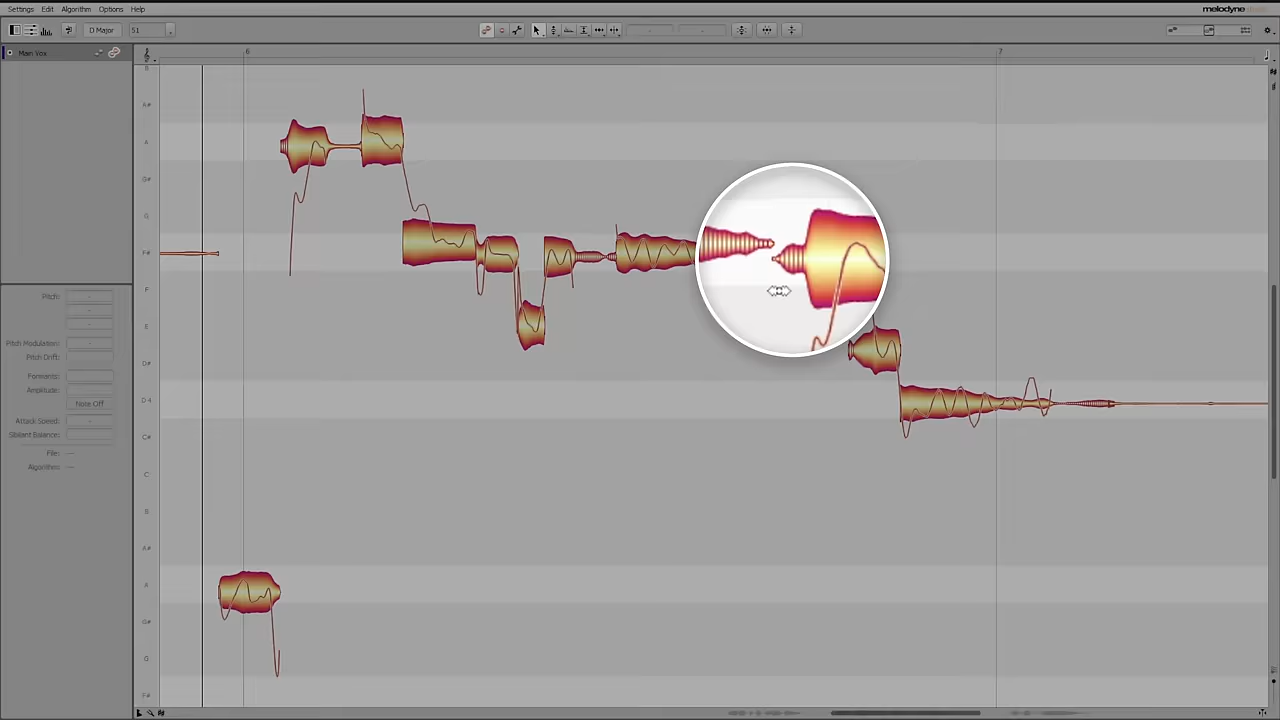 Settings Edit Algorithm Options Help
melodyne
D Major
51
Main Vox
6
7
B
A#
A
G#
G
F#
F
E
D#
D 4
C#
C
B
A#
A
G#
G
F#
Pitch:
Pitch Modulation:
Pitch Drift:
Formants:
Amplitude:
Note Off
Attack Speed:
Sibilant Balance:
File: ---
Algorithm: ---